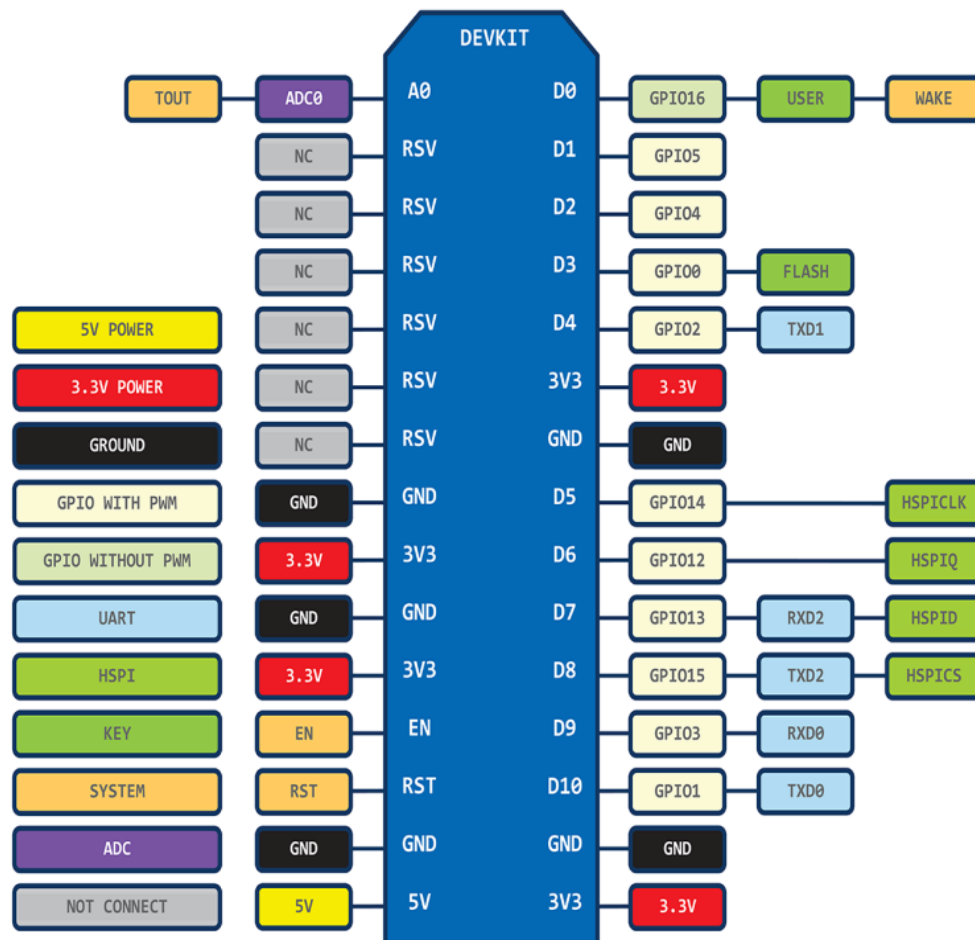 DEVKIT
TOUT ADC0 A0 D0 GPIO16 USER WAKE
NC RSV D1 GPIO5
NC RSV D2 GPIO4
NC RSV D3 GPIO0 FLASH
5V POWER NC RSV D4 GPIO2 TXD1
3.3V POWER NC RSV 3V3 3.3V
GROUND NC RSV GND GND
GPIO WITH PWM GND GND D5 GPIO14 HSPICLK
GPIO WITHOUT PWM 3.3V 3V3 D6 GPIO12 HSPIQ
UART GND GND D7 GPIO13 RXD2 HSPID
HSPI 3.3V 3V3 D8 GPIO15 TXD2 HSPICS
KEY EN EN D9 GPIO3 RXD0
SYSTEM RST RST D10 GPIO1 TXD0
ADC GND GND GND GND
NOT CONNECT 5V 5V 3V3 3.3V